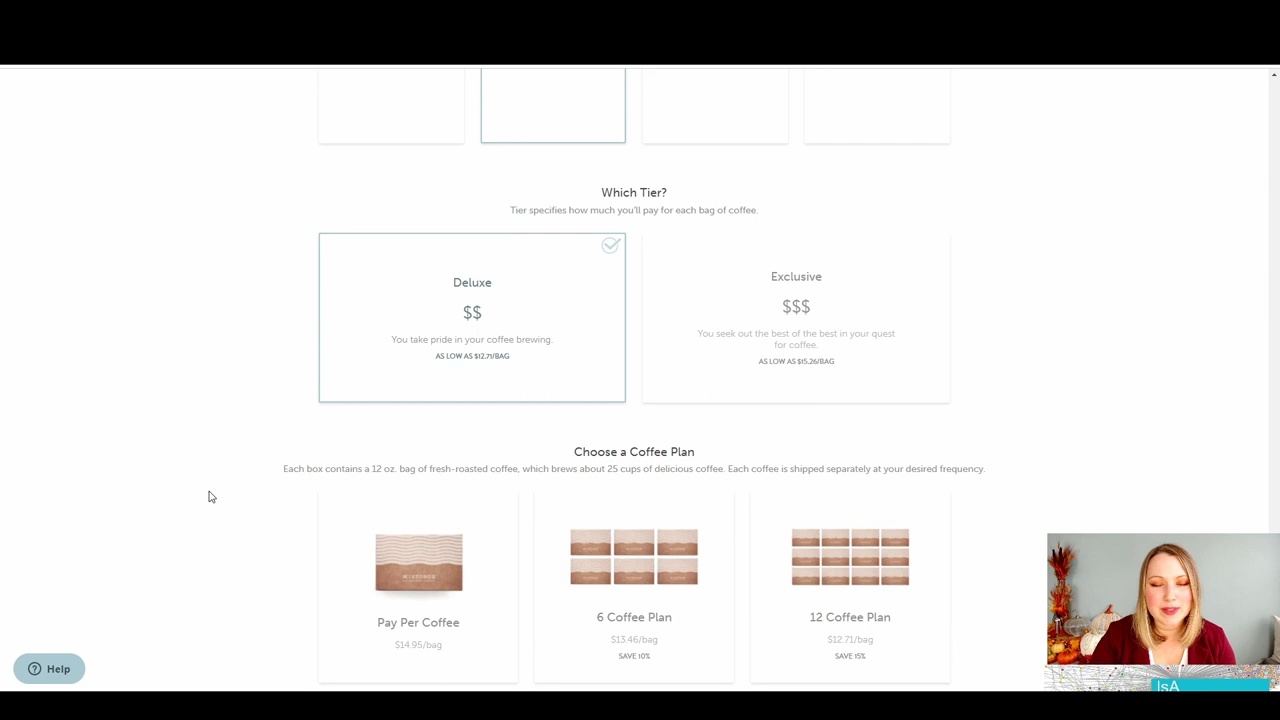 Which Tier?
Tier specifies how much you'll pay for each bag of coffee.
Deluxe
$$
You take pride in your coffee brewing.
AS LOW AS $12.71/BAG
Exclusive
$$$
You seek out the best of the best in your quest
for coffee.
AS LOW AS $15.26/BAG
Choose a Coffee Plan
Each box contains a 12 oz. bag of fresh-roasted coffee, which brews about 25 cups of delicious coffee. Each coffee is shipped separately at your desired frequency.
Pay Per Coffee
$14.95/bag
6 Coffee Plan
$13.46/bag
SAVE 10%
12 Coffee Plan
$12.71/bag
SAVE 15%
Help
IsA